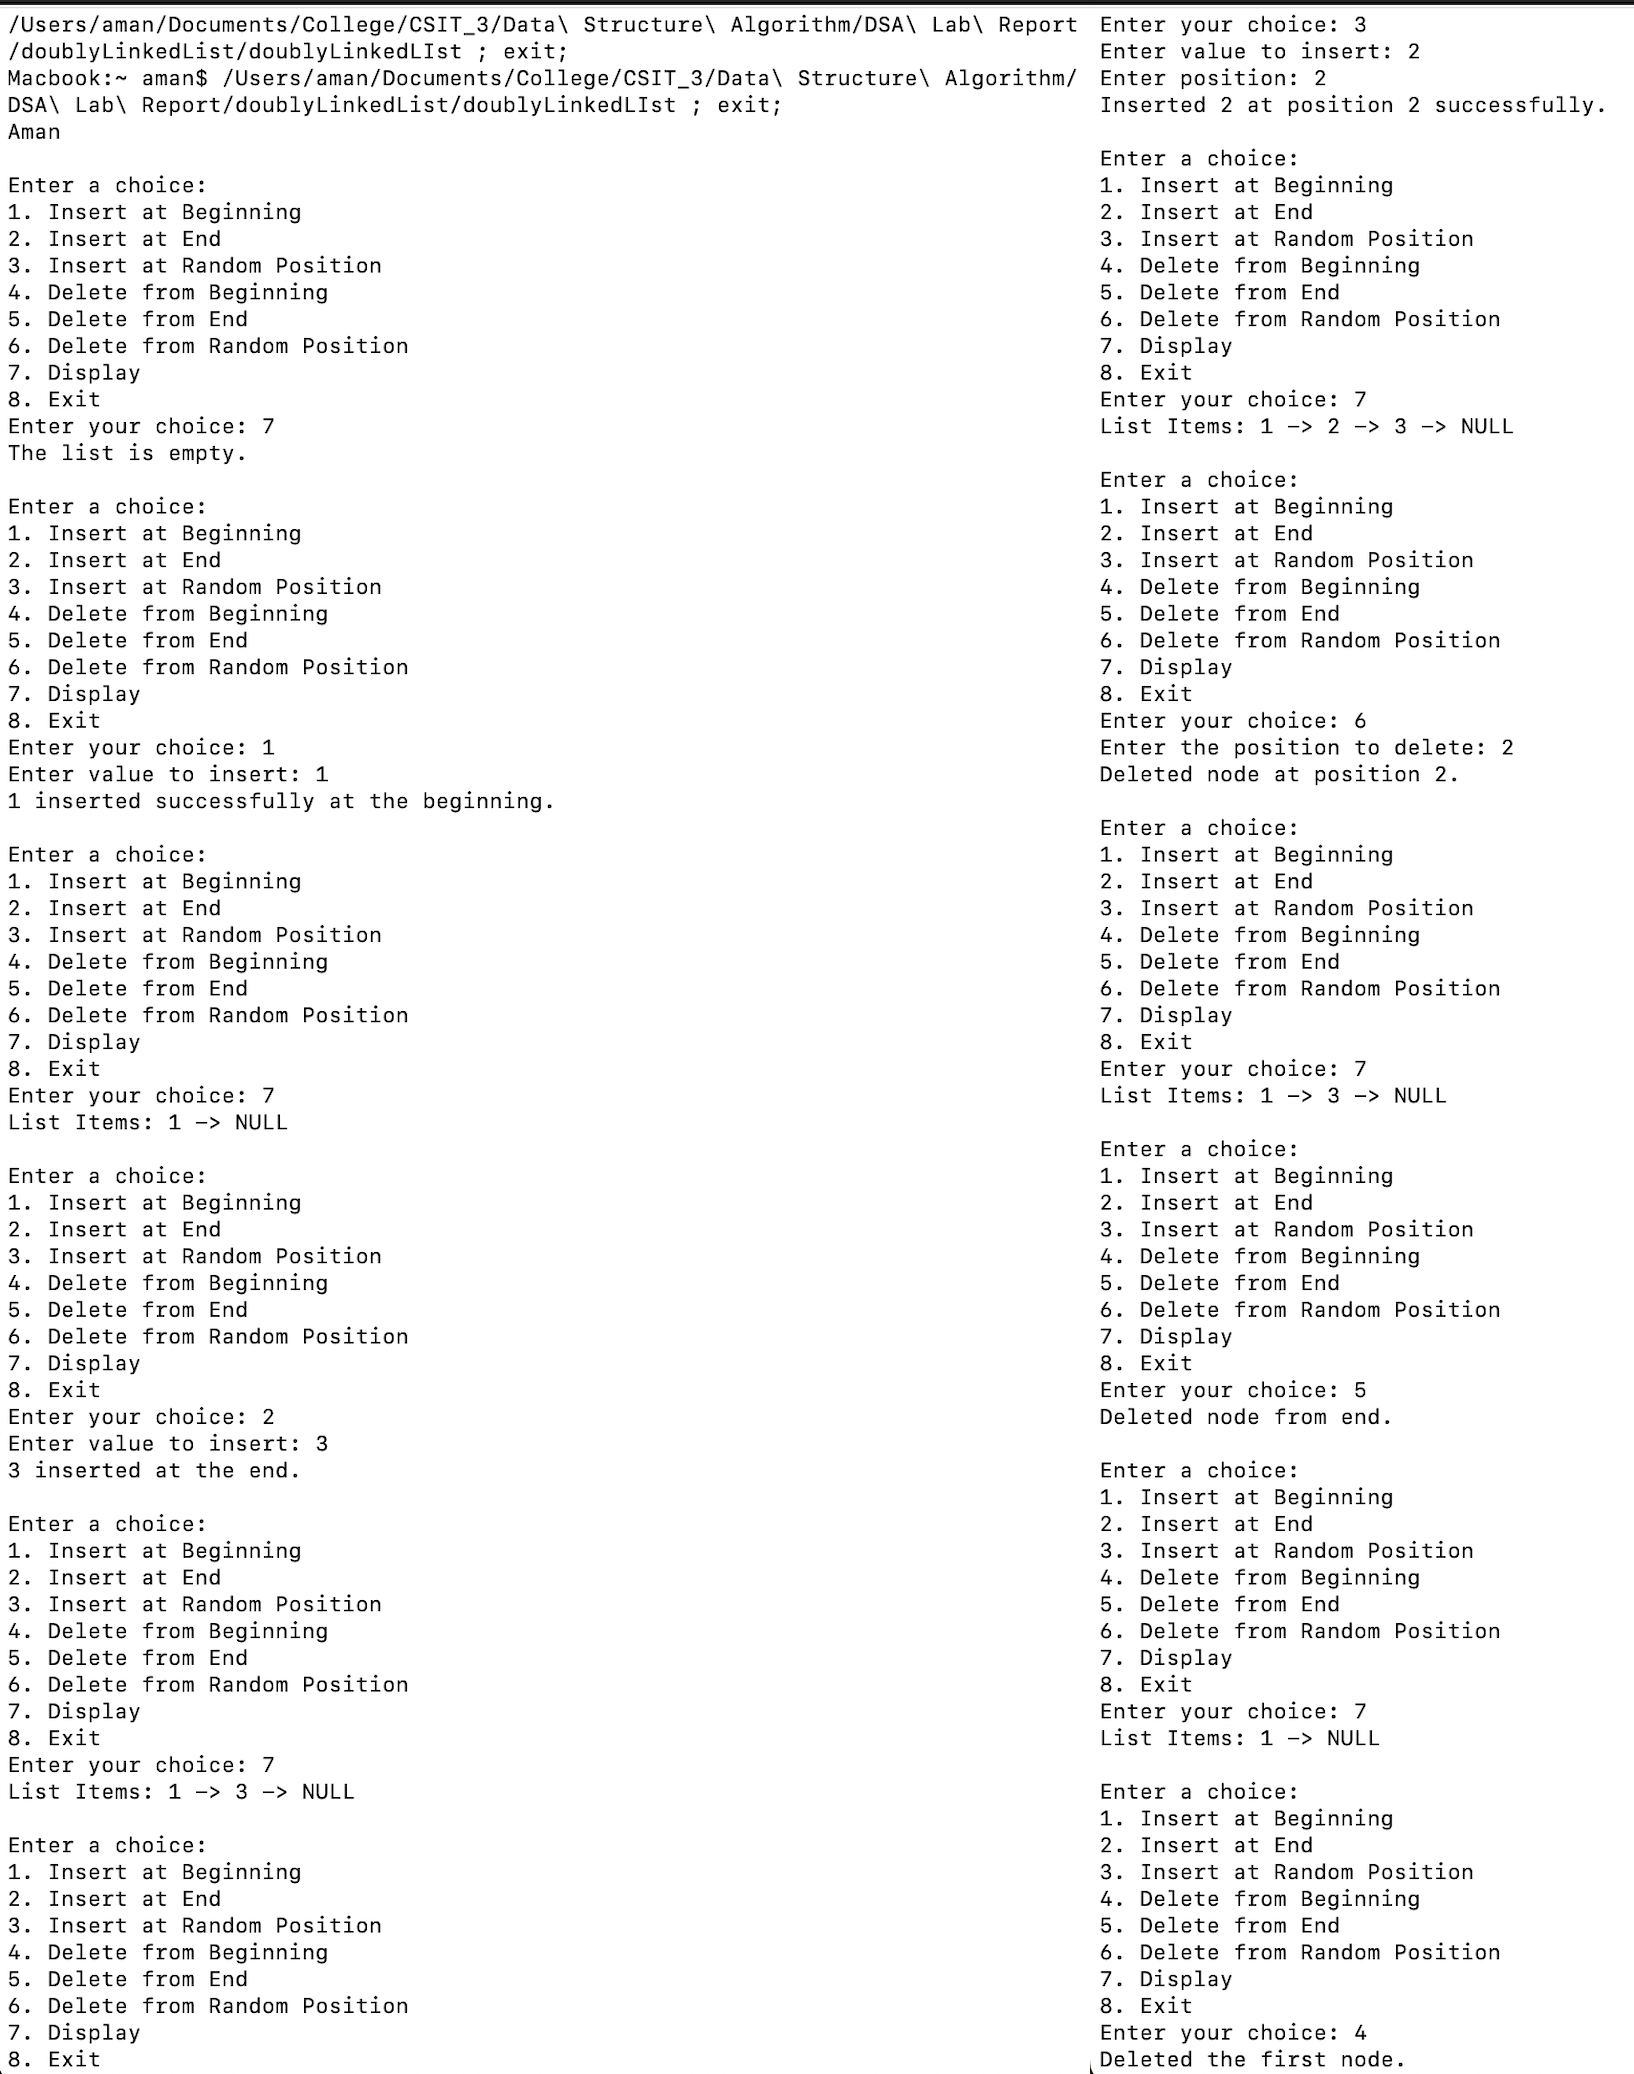 /Users/aman/Documents/College/CSIT_3/Data\ Structure\ Algorithm/DSA\ Lab\ Report
/doublyLinkedList/doublyLinkedLIst ; exit;
Macbook:~ aman$ /Users/aman/Documents/College/CSIT_3/Data\ Structure\ Algorithm/
DSA\ Lab\ Report/doublyLinkedList/doublyLinkedLIst ; exit;
Aman

Enter a choice:
1. Insert at Beginning
2. Insert at End
3. Insert at Random Position
4. Delete from Beginning
5. Delete from End
6. Delete from Random Position
7. Display
8. Exit
Enter your choice: 7
The list is empty.

Enter a choice:
1. Insert at Beginning
2. Insert at End
3. Insert at Random Position
4. Delete from Beginning
5. Delete from End
6. Delete from Random Position
7. Display
8. Exit
Enter your choice: 1
Enter value to insert: 1
1 inserted successfully at the beginning.

Enter a choice:
1. Insert at Beginning
2. Insert at End
3. Insert at Random Position
4. Delete from Beginning
5. Delete from End
6. Delete from Random Position
7. Display
8. Exit
Enter your choice: 7
List Items: 1 -> NULL

Enter a choice:
1. Insert at Beginning
2. Insert at End
3. Insert at Random Position
4. Delete from Beginning
5. Delete from End
6. Delete from Random Position
7. Display
8. Exit
Enter your choice: 2
Enter value to insert: 3
3 inserted at the end.

Enter a choice:
1. Insert at Beginning
2. Insert at End
3. Insert at Random Position
4. Delete from Beginning
5. Delete from End
6. Delete from Random Position
7. Display
8. Exit
Enter your choice: 7
List Items: 1 -> 3 -> NULL

Enter a choice:
1. Insert at Beginning
2. Insert at End
3. Insert at Random Position
4. Delete from Beginning
5. Delete from End
6. Delete from Random Position
7. Display
8. Exit
Enter your choice: 3
Enter value to insert: 2
Enter position: 2
Inserted 2 at position 2 successfully.

Enter a choice:
1. Insert at Beginning
2. Insert at End
3. Insert at Random Position
4. Delete from Beginning
5. Delete from End
6. Delete from Random Position
7. Display
8. Exit
Enter your choice: 7
List Items: 1 -> 2 -> 3 -> NULL

Enter a choice:
1. Insert at Beginning
2. Insert at End
3. Insert at Random Position
4. Delete from Beginning
5. Delete from End
6. Delete from Random Position
7. Display
8. Exit
Enter your choice: 6
Enter the position to delete: 2
Deleted node at position 2.

Enter a choice:
1. Insert at Beginning
2. Insert at End
3. Insert at Random Position
4. Delete from Beginning
5. Delete from End
6. Delete from Random Position
7. Display
8. Exit
Enter your choice: 7
List Items: 1 -> 3 -> NULL

Enter a choice:
1. Insert at Beginning
2. Insert at End
3. Insert at Random Position
4. Delete from Beginning
5. Delete from End
6. Delete from Random Position
7. Display
8. Exit
Enter your choice: 5
Deleted node from end.

Enter a choice:
1. Insert at Beginning
2. Insert at End
3. Insert at Random Position
4. Delete from Beginning
5. Delete from End
6. Delete from Random Position
7. Display
8. Exit
Enter your choice: 7
List Items: 1 -> NULL

Enter a choice:
1. Insert at Beginning
2. Insert at End
3. Insert at Random Position
4. Delete from Beginning
5. Delete from End
6. Delete from Random Position
7. Display
8. Exit
Enter your choice: 4
Deleted the first node.